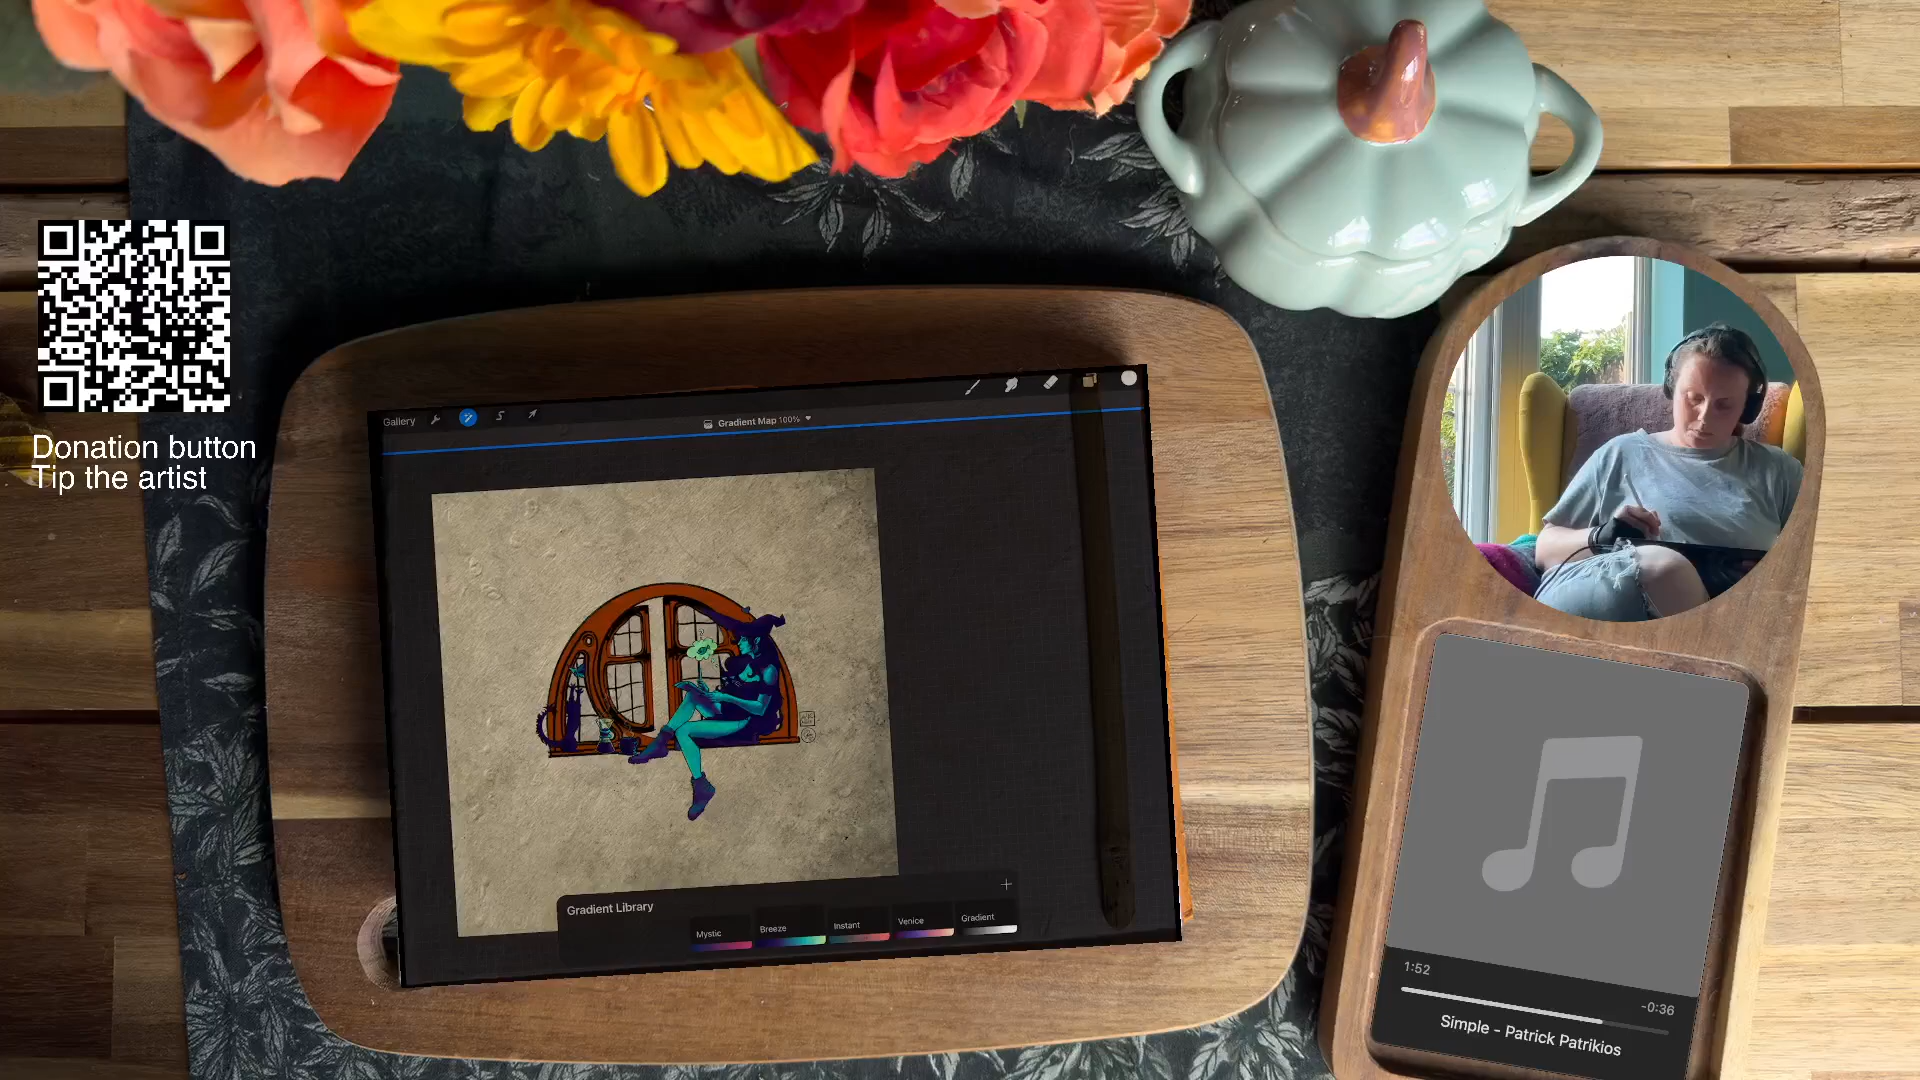 Donation button
Tip the artist
Gallery
Gradient Map 100%
Gradient Library
Mystic
Breeze
Instant
Venice
Gradient
1:52
-0:36
Simple - Patrick Patrikios